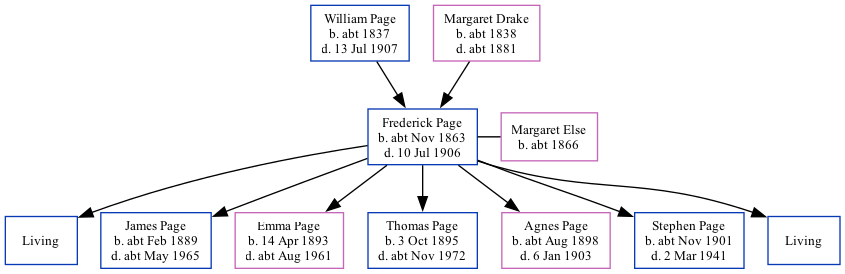 William Page
b. abt 1837
d. 13 Jul 1907
Margaret Drake
b. abt 1838
d. abt 1881
Frederick Page
b. abt Nov 1863
d. 10 Jul 1906
Margaret Else
b. abt 1866
Living
James Page
b. abt Feb 1889
d. abt May 1965
Emma Page
b. 14 Apr 1893
d. abt Aug 1961
Thomas Page
b. 3 Oct 1895
d. abt Nov 1972
Agnes Page
b. abt Aug 1898
d. 6 Jan 1903
Stephen Page
b. abt Nov 1901
d. 2 Mar 1941
Living